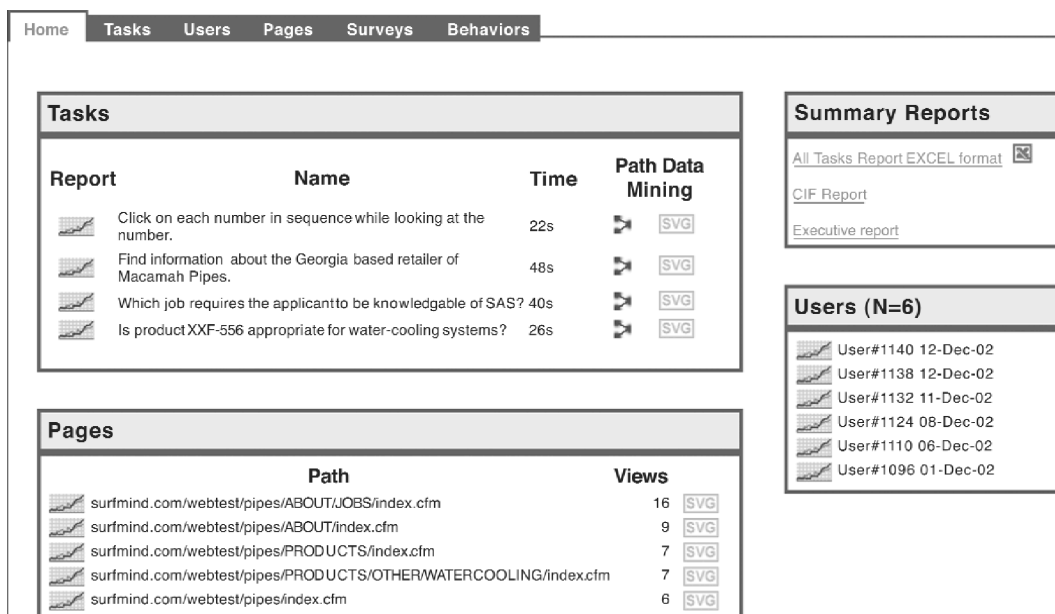 Home Tasks Users Pages Surveys Behaviors
Tasks
Report Name Time Path Data
Mining
Click on each number in sequence while looking at the
number. 22s SVG
Find information about the Georgia based retailer of
Macamah Pipes. 48s SVG
Which job requires the applicant to be knowledgable of SAS? 40s SVG
Is product XXF-556 appropriate for water-cooling systems? 26s SVG
Pages
Path Views
surfmind.com/webtest/pipes/ABOUT/JOBS/index.cfm 16 SVG
surfmind.com/webtest/pipes/ABOUT/index.cfm 9 SVG
surfmind.com/webtest/pipes/PRODUCTS/index.cfm 7 SVG
surfmind.com/webtest/pipes/PRODUCTS/OTHER/WATERCOOLING/index.cfm 7 SVG
surfmind.com/webtest/pipes/index.cfm 6 SVG
Summary Reports
All Tasks Report EXCEL format
CIF Report
Executive report
Users (N=6)
User#1140 12-Dec-02
User#1138 12-Dec-02
User#1132 11-Dec-02
User#1124 08-Dec-02
User#1110 06-Dec-02
User#1096 01-Dec-02